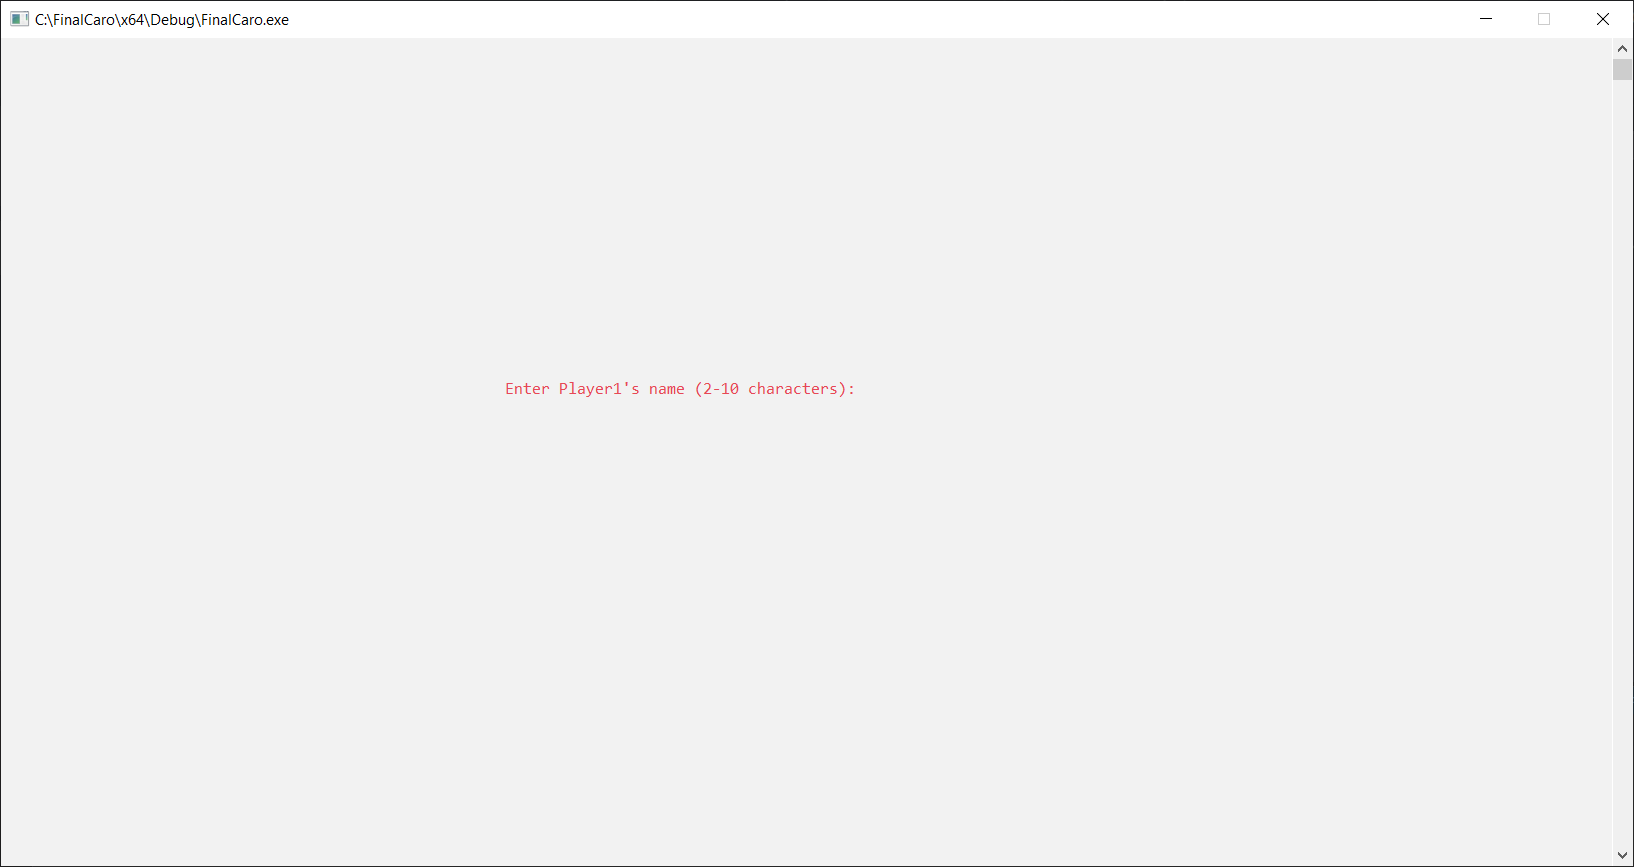 C:\FinalCaro\x64\Debug\FinalCaro.exe
Enter Player1's name (2-10 characters):